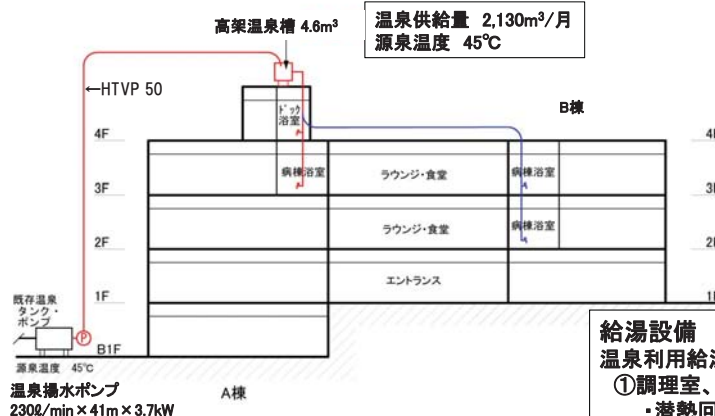 高架温泉槽 4.6m³
温泉供給量 2,130m³/月
源泉温度 45℃
←HTVP 50
B棟
ドック
浴室
4F
病棟浴室
ラウンジ・食堂
病棟浴室
3F
ラウンジ・食堂
病棟浴室
2F
エントランス
1F
既存温泉
タンク・
ポンプ
P
B1F
源泉温度 45℃
温泉揚水ポンプ
230ℓ/min×41m×3.7kW
A棟
給湯設備
温泉利用給湯
①調理室、
・潜熱回